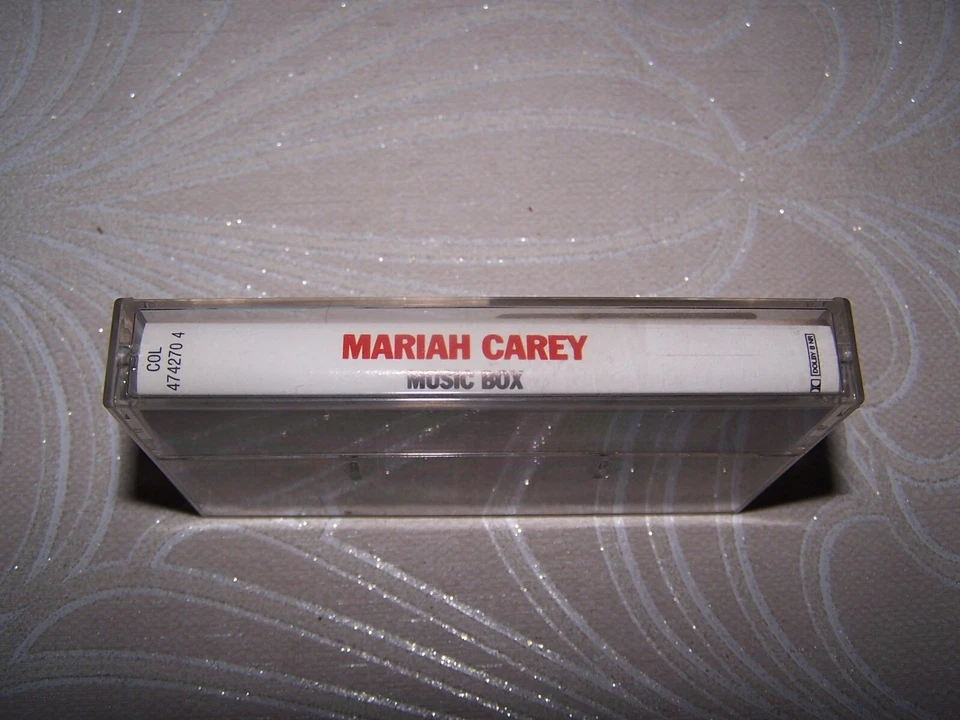 COL
474270 4
MARIAH CAREY
MUSIC BOX
DOLBY B NR